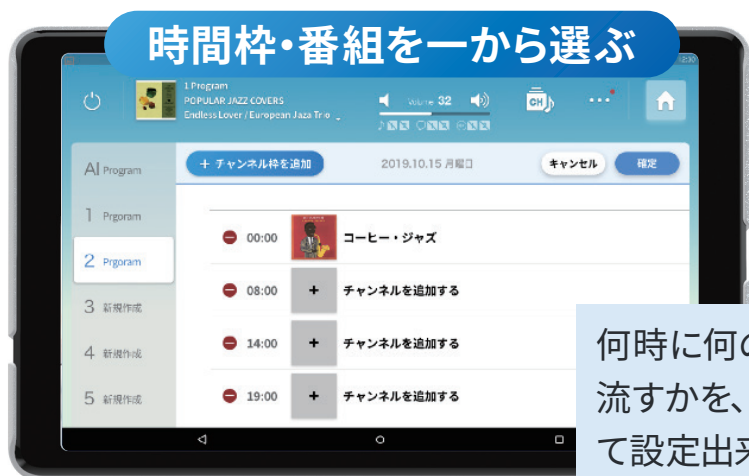 時間枠・番組を一から選ぶ
2:30
1 Program
POPULAR JAZZ COVERS
Endless Lover / European Jaza Trio
Volume 32
CH
AI Program
+ チャンネル枠を追加
2019.10.15 月曜日
キャンセル
確定
1 Prgoram
2 Prgoram
3 新規作成
4 新規作成
5 新規作成
00:00 コーヒー・ジャズ
08:00 + チャンネルを追加する
14:00 + チャンネルを追加する
19:00 + チャンネルを追加する
何時に何の
流すかを、
て設定出来